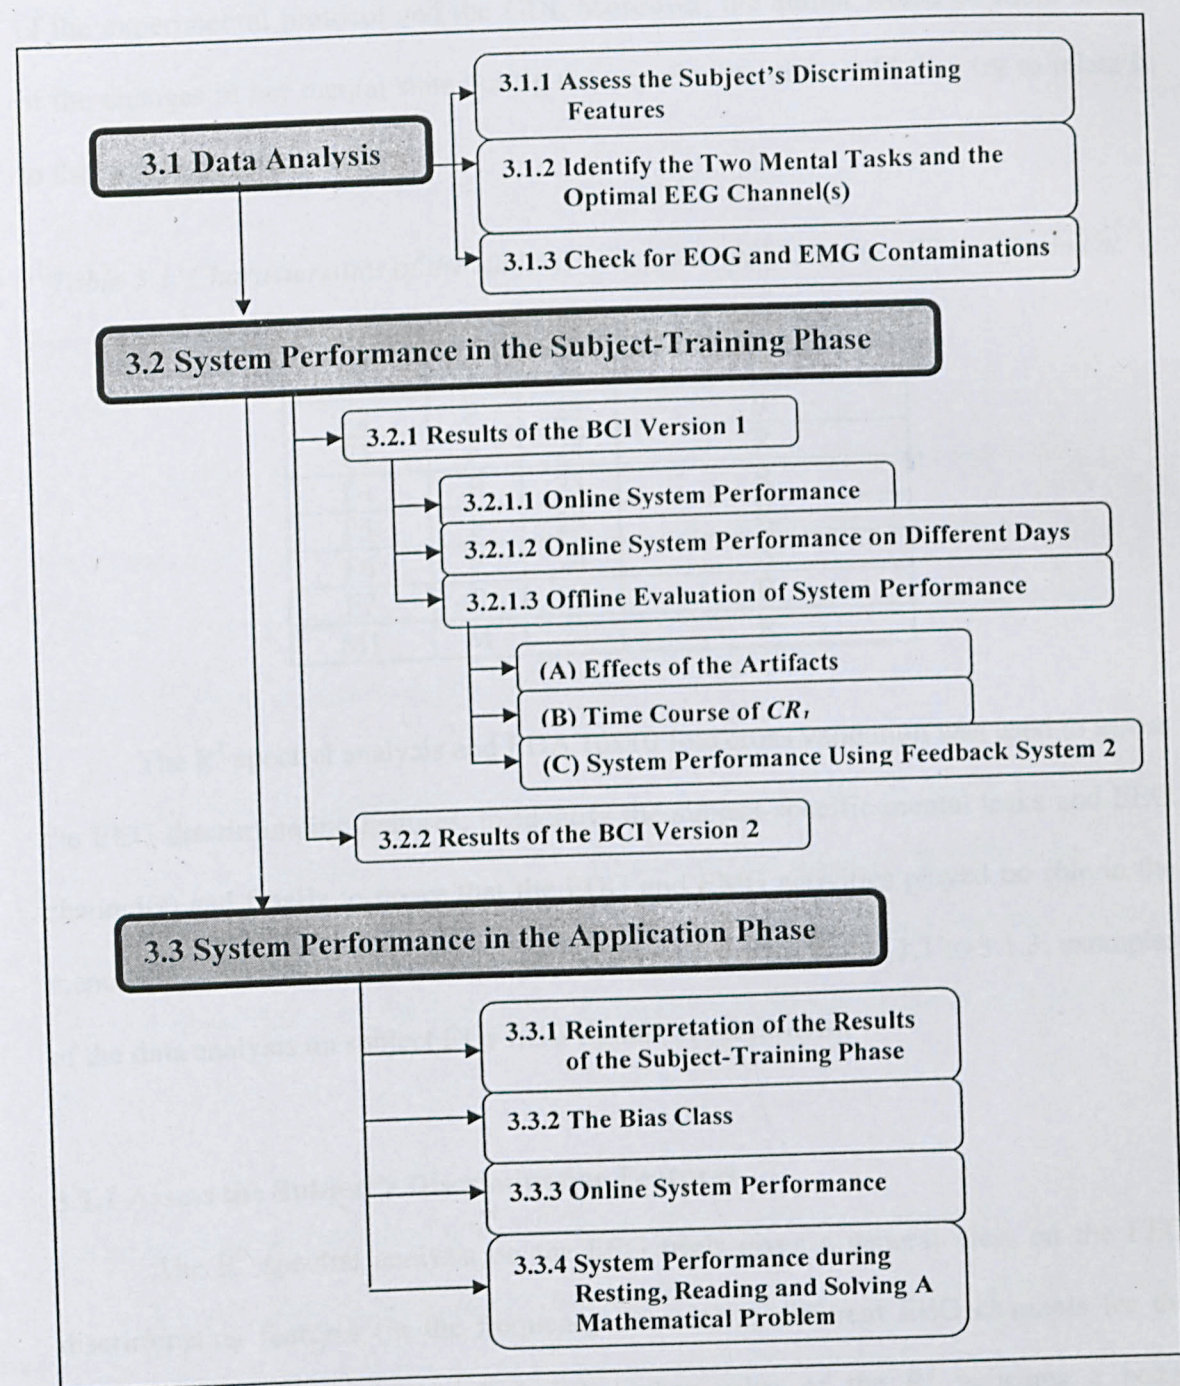 3.1 Data Analysis
3.1.1 Assess the Subject's Discriminating
Features
3.1.2 Identify the Two Mental Tasks and the
Optimal EEG Channel(s)
3.1.3 Check for EOG and EMG Contaminations
3.2 System Performance in the Subject-Training Phase
3.2.1 Results of the BCI Version 1
3.2.1.1 Online System Performance
3.2.1.2 Online System Performance on Different Days
3.2.1.3 Offline Evaluation of System Performance
(A) Effects of the Artifacts
(B) Time Course of CR₁
(C) System Performance Using Feedback System 2
3.2.2 Results of the BCI Version 2
3.3 System Performance in the Application Phase
3.3.1 Reinterpretation of the Results
of the Subject-Training Phase
3.3.2 The Bias Class
3.3.3 Online System Performance
3.3.4 System Performance during
Resting, Reading and Solving A
Mathematical Problem